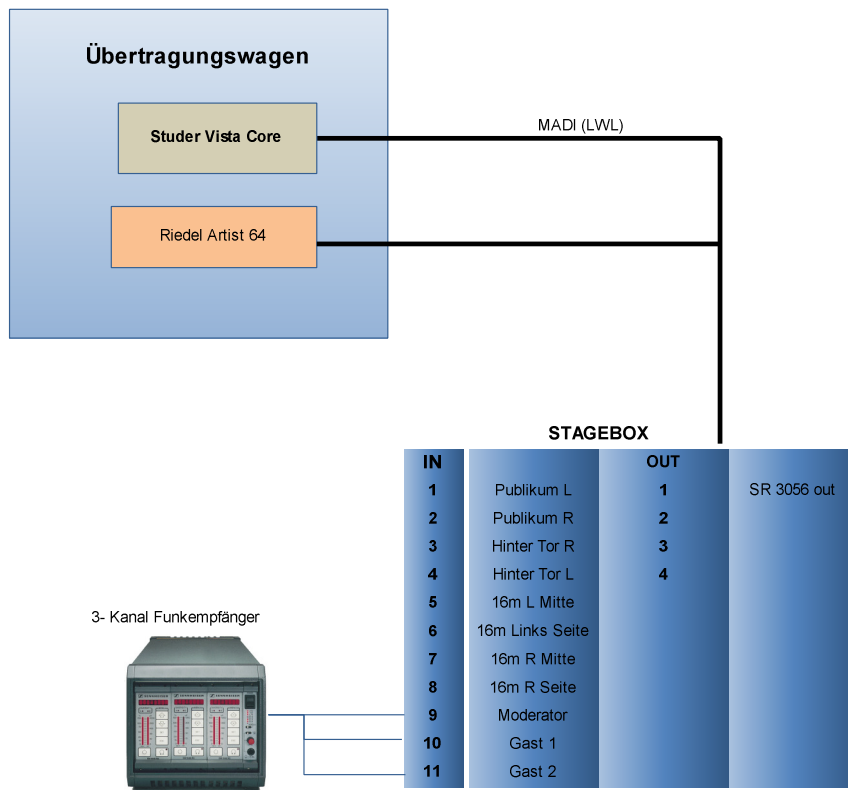 Übertragungswagen
Studer Vista Core
MADI (LWL)
Riedel Artist 64
STAGEBOX
IN OUT
1 Publikum L 1 SR 3056 out
2 Publikum R 2
3 Hinter Tor R 3
4 Hinter Tor L 4
5 16m L Mitte
6 16m Links Seite
7 16m R Mitte
8 16m R Seite
9 Moderator
10 Gast 1
11 Gast 2
3- Kanal Funkempfänger